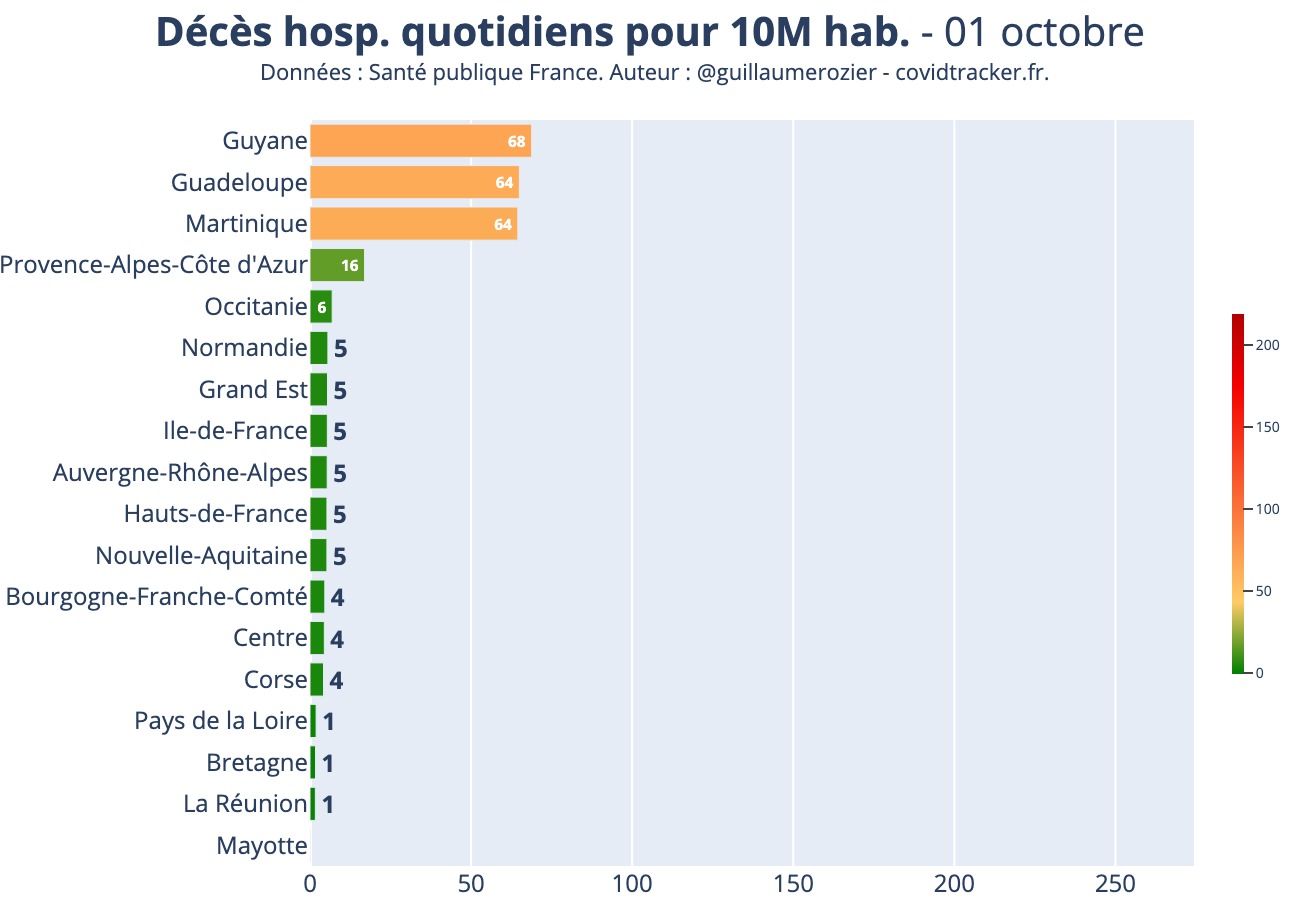 Décès hosp. quotidiens pour 10M hab. - 01 octobre
Données : Santé publique France. Auteur : @guillaumerozier - covidtracker.fr.
Guyane 68
Guadeloupe 64
Martinique 64
Provence-Alpes-Côte d'Azur 16
Occitanie 6
Normandie 5
Grand Est 5
Ile-de-France 5
Auvergne-Rhône-Alpes 5
Hauts-de-France 5
Nouvelle-Aquitaine 5
Bourgogne-Franche-Comté 4
Centre 4
Corse 4
Pays de la Loire 1
Bretagne 1
La Réunion 1
Mayotte
0 50 100 150 200 250
200
150
100
50
0